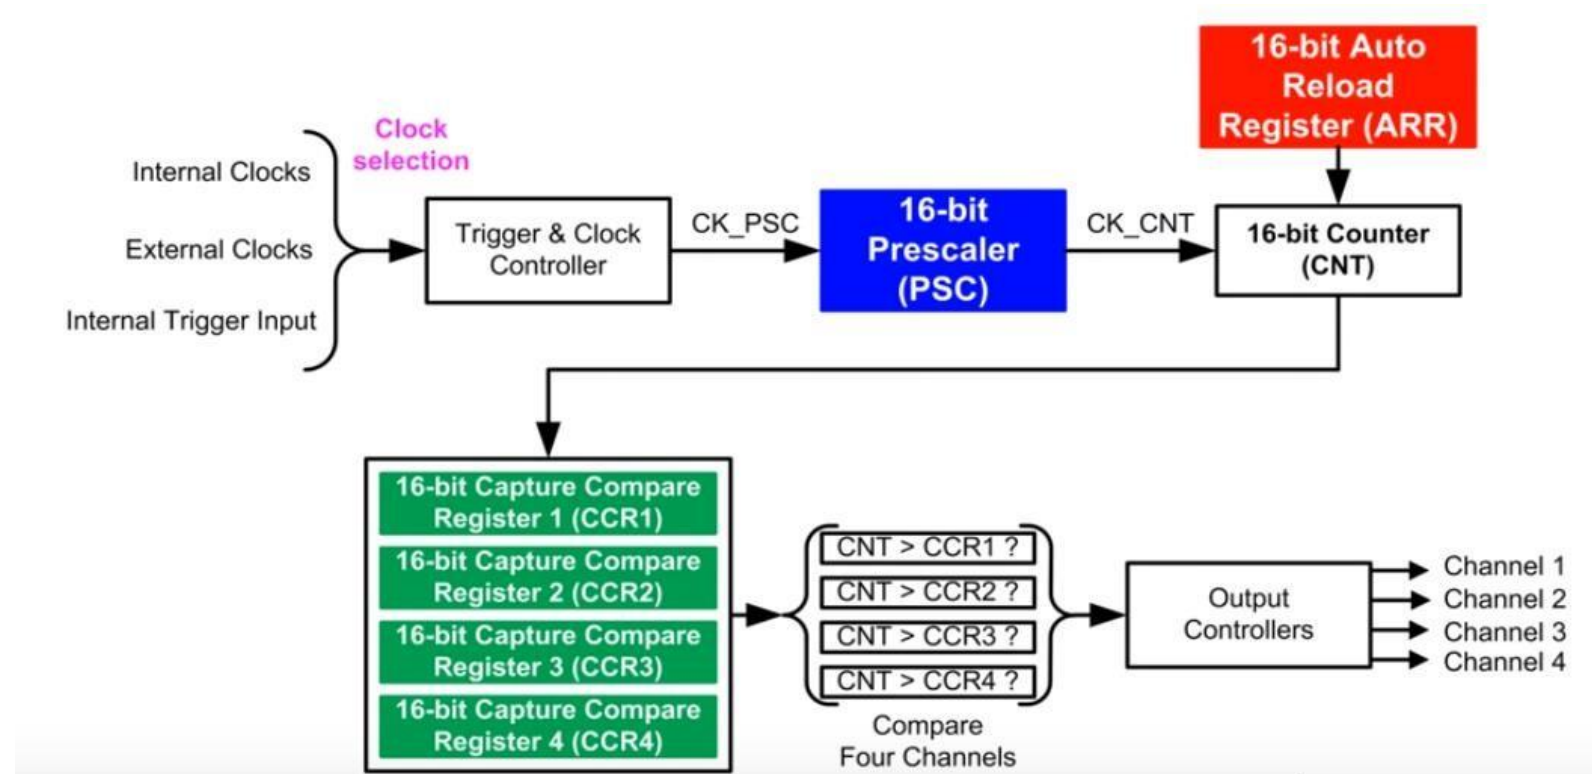 16-bit Auto
Reload
Register (ARR)
Clock
selection
Internal Clocks
External Clocks
Internal Trigger Input
Trigger & Clock
Controller
CK_PSC
16-bit
Prescaler
(PSC)
CK_CNT
16-bit Counter
(CNT)
16-bit Capture Compare
Register 1 (CCR1)
16-bit Capture Compare
Register 2 (CCR2)
16-bit Capture Compare
Register 3 (CCR3)
16-bit Capture Compare
Register 4 (CCR4)
CNT > CCR1 ?
CNT > CCR2 ?
CNT > CCR3 ?
CNT > CCR4 ?
Compare
Four Channels
Output
Controllers
Channel 1
Channel 2
Channel 3
Channel 4